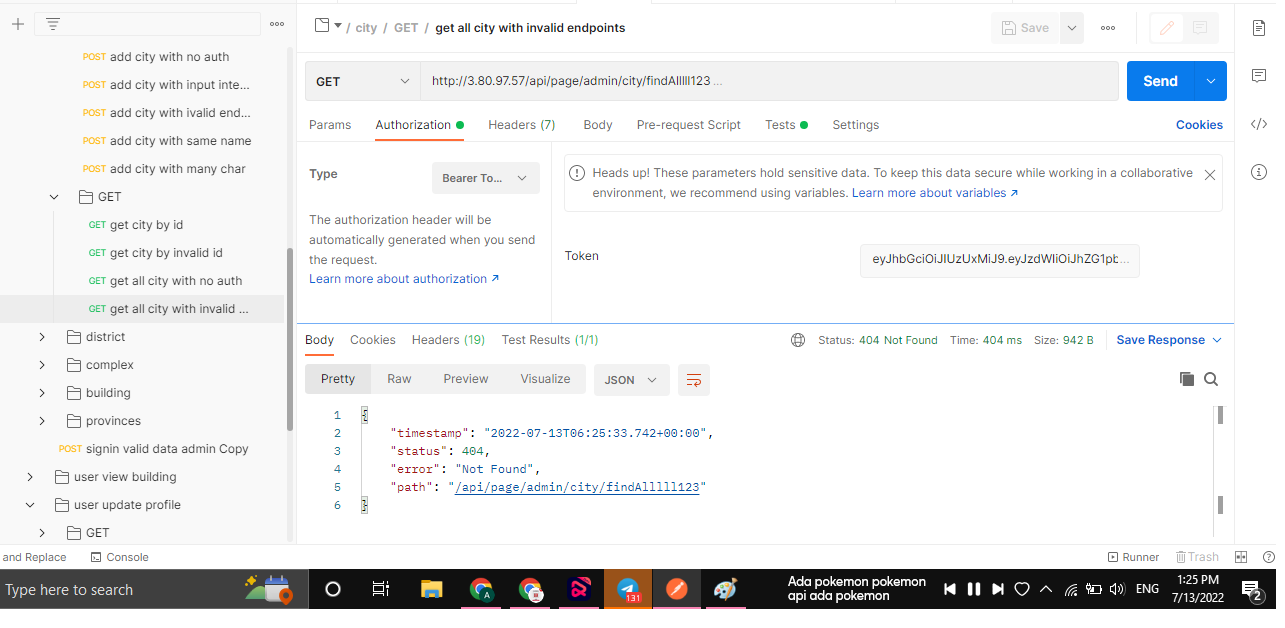 / city / GET / get all city with invalid endpoints
Save
POST add city with no auth
POST add city with input inte...
POST add city with ivalid end...
POST add city with same name
POST add city with many char
GET
GET get city by id
GET get city by invalid id
GET get all city with no auth
GET get all city with invalid ...
district
complex
building
provinces
POST signin valid data admin Copy
user view building
user update profile
GET
GET
http://3.80.97.57/api/page/admin/city/findAlllll123 ...
Send
Params Authorization Headers (7) Body Pre-request Script Tests Settings Cookies
Type
Bearer To...
The authorization header will be
automatically generated when you send
the request.
Learn more about authorization ↗
Heads up! These parameters hold sensitive data. To keep this data secure while working in a collaborative
environment, we recommend using variables. Learn more about variables ↗
Token
eyJhbGciOiJIUzUxMiJ9.eyJzdWIiOiJhZG1pb...
Body Cookies Headers (19) Test Results (1/1)
Status: 404 Not Found Time: 404 ms Size: 942 B Save Response
Pretty Raw Preview Visualize JSON
1 {
2 "timestamp": "2022-07-13T06:25:33.742+00:00",
3 "status": 404,
4 "error": "Not Found",
5 "path": "/api/page/admin/city/findAlllll123"
6 }
and Replace Console
Runner Trash
Type here to search
A
131
Ada pokemon pokemon
api ada pokemon
ENG
1:25 PM
7/13/2022
2